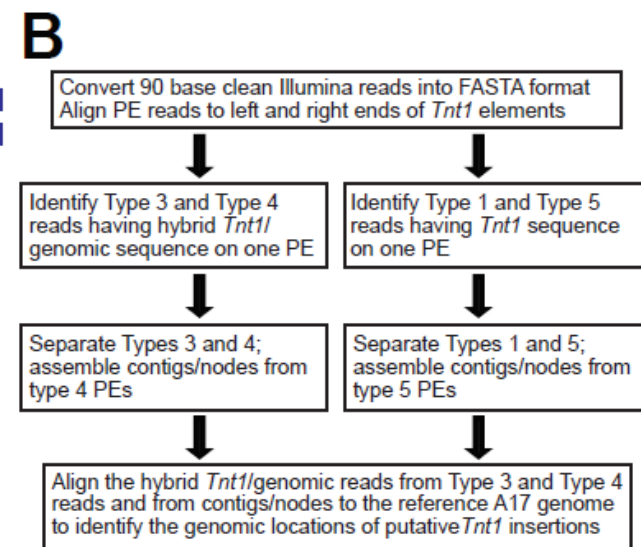 B
Convert 90 base clean Illumina reads into FASTA format
Align PE reads to left and right ends of Tnt1 elements
Identify Type 3 and Type 4
reads having hybrid Tnt1/
genomic sequence on one PE
Identify Type 1 and Type 5
reads having Tnt1 sequence
on one PE
Separate Types 3 and 4;
assemble contigs/nodes from
type 4 PEs
Separate Types 1 and 5;
assemble contigs/nodes from
type 5 PEs
Align the hybrid Tnt1/genomic reads from Type 3 and Type 4
reads and from contigs/nodes to the reference A17 genome
to identify the genomic locations of putative Tnt1 insertions